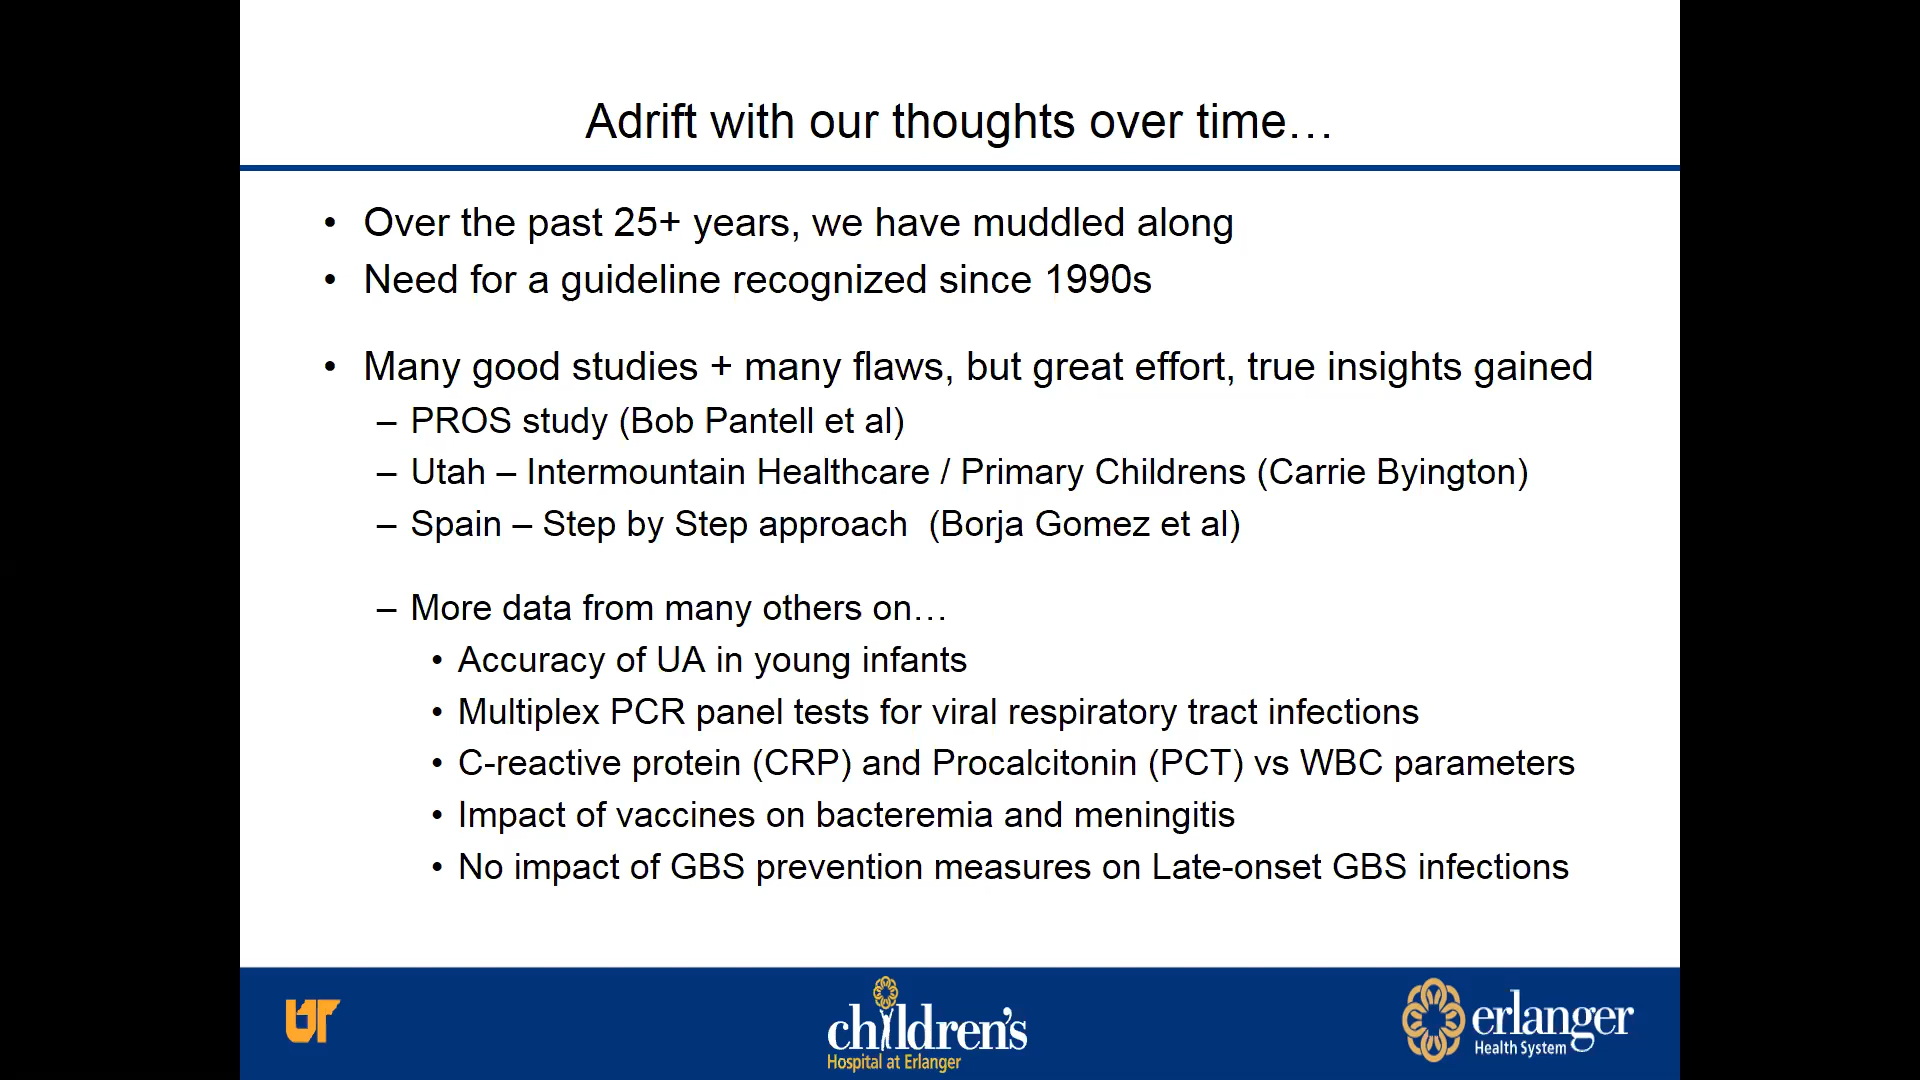 Adrift with our thoughts over time…
• Over the past 25+ years, we have muddled along
• Need for a guideline recognized since 1990s
• Many good studies + many flaws, but great effort, true insights gained
– PROS study (Bob Pantell et al)
– Utah – Intermountain Healthcare / Primary Childrens (Carrie Byington)
– Spain – Step by Step approach  (Borja Gomez et al)
– More data from many others on…
• Accuracy of UA in young infants
• Multiplex PCR panel tests for viral respiratory tract infections
• C-reactive protein (CRP) and Procalcitonin (PCT) vs WBC parameters
• Impact of vaccines on bacteremia and meningitis
• No impact of GBS prevention measures on Late-onset GBS infections
UT
children's
Hospital at Erlanger
erlanger
Health System